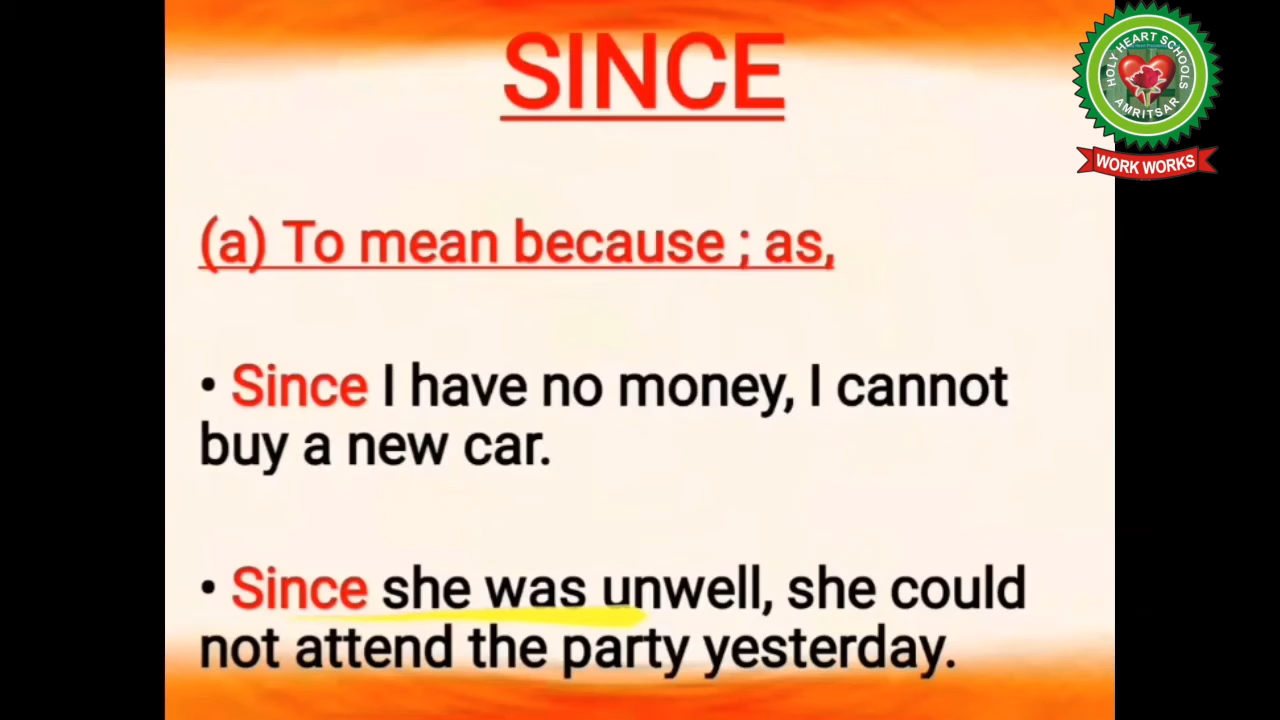 SINCE
HOLY HEART SCHOOLS
AMRITSAR
WORK WORKS
(a) To mean because ; as,
• Since I have no money, I cannot
buy a new car.
• Since she was unwell, she could
not attend the party yesterday.